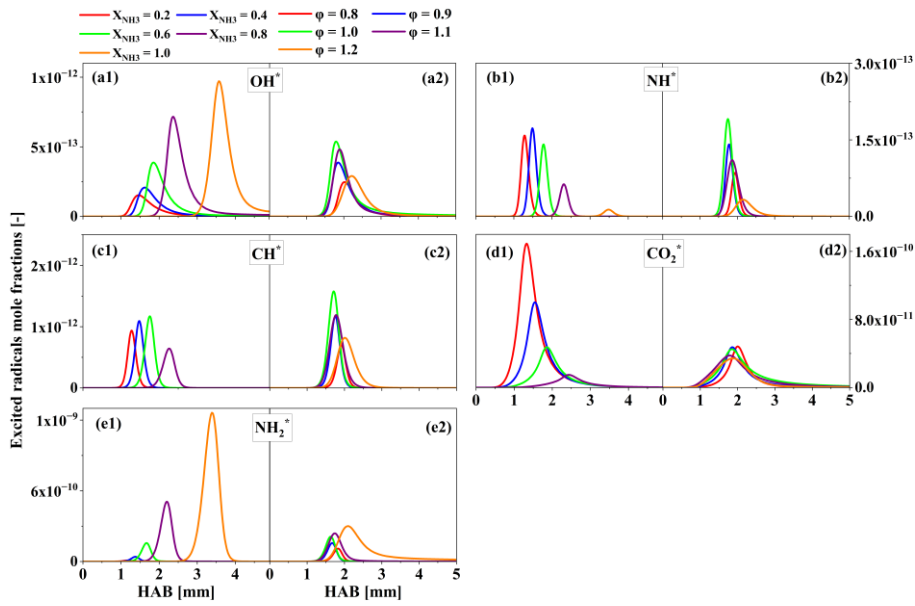 X_NH3 = 0.2 X_NH3 = 0.4 φ = 0.8 φ = 0.9
X_NH3 = 0.6 X_NH3 = 0.8 φ = 1.0 φ = 1.1
X_NH3 = 1.0 φ = 1.2
Excited radicals mole fractions [-]
(a1) OH* (a2)
1x10⁻¹²
5x10⁻¹³
0
(b1) NH* (b2)
3.0x10⁻¹³
1.5x10⁻¹³
0.0
(c1) CH* (c2)
2x10⁻¹²
1x10⁻¹²
0
(d1) CO₂* (d2)
1.6x10⁻¹⁰
8.0x10⁻¹¹
0.0
0 1 2 3 4 0 1 2 3 4 5
(e1) NH₂* (e2)
1x10⁻⁹
6x10⁻¹⁰
0
0 1 2 3 4 0 1 2 3 4 5
HAB [mm] HAB [mm]